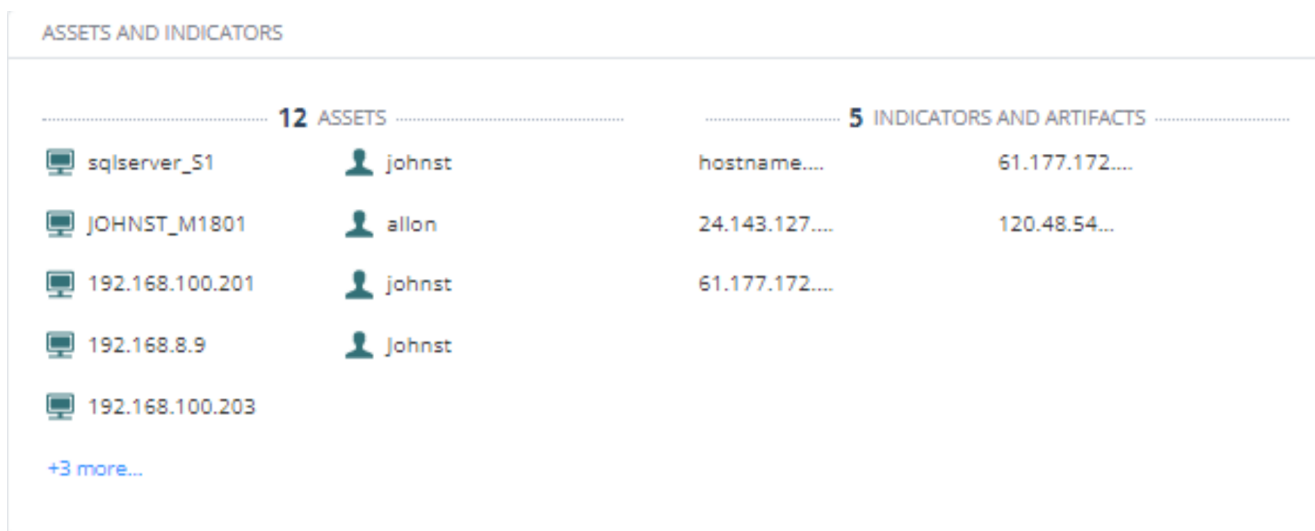 ASSETS AND INDICATORS
12 ASSETS
5 INDICATORS AND ARTIFACTS
sqlserver_S1
johnst
JOHNST_M1801
allon
192.168.100.201
johnst
192.168.8.9
Johnst
192.168.100.203
+3 more...
hostname....
61.177.172....
24.143.127....
120.48.54...
61.177.172....